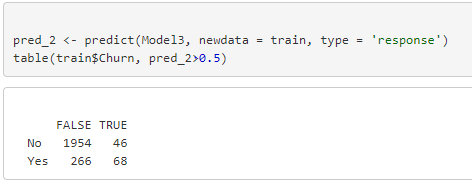 pred_2 <- predict(Model3, newdata = train, type = 'response')
table(train$Churn, pred_2>0.5)
FALSE TRUE
No 1954 46
Yes 266 68